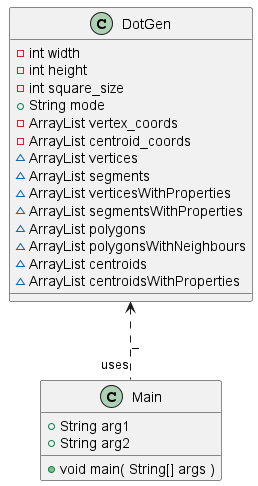 C DotGen
int width
int height
int square_size
String mode
ArrayList vertex_coords
ArrayList centroid_coords
ArrayList vertices
ArrayList segments
ArrayList verticesWithProperties
ArrayList segmentsWithProperties
ArrayList polygons
ArrayList polygonsWithNeighbours
ArrayList centroids
ArrayList centroidsWithProperties
_
uses
C Main
String arg1
String arg2
void main( String[] args )